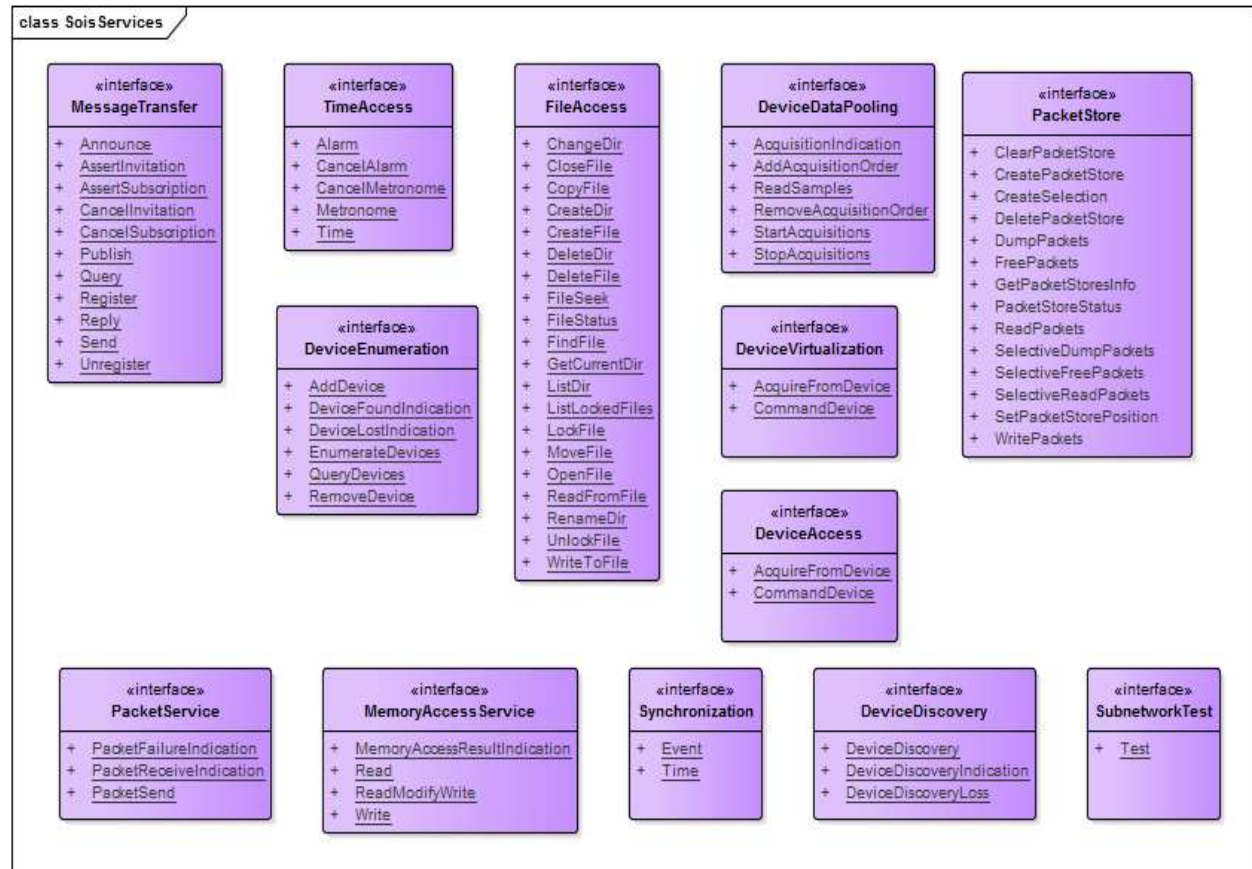 class SoisServices
«interface»
MessageTransfer
+ Announce
+ AssertInvitation
+ AssertSubscription
+ CancelInvitation
+ CancelSubscription
+ Publish
+ Query
+ Register
+ Reply
+ Send
+ Unregister
«interface»
TimeAccess
+ Alarm
+ CancelAlarm
+ CancelMetronome
+ Metronome
+ Time
«interface»
DeviceEnumeration
+ AddDevice
+ DeviceFoundIndication
+ DeviceLostIndication
+ EnumerateDevices
+ QueryDevices
+ RemoveDevice
«interface»
FileAccess
+ ChangeDir
+ CloseFile
+ CopyFile
+ CreateDir
+ CreateFile
+ DeleteDir
+ DeleteFile
+ FileSeek
+ FileStatus
+ FindFile
+ GetCurrentDir
+ ListDir
+ ListLockedFiles
+ LockFile
+ MoveFile
+ OpenFile
+ ReadFromFile
+ RenameDir
+ UnlockFile
+ WriteToFile
«interface»
DeviceDataPooling
+ AcquisitionIndication
+ AddAcquisitionOrder
+ ReadSamples
+ RemoveAcquisitionOrder
+ StartAcquisitions
+ StopAcquisitions
«interface»
DeviceVirtualization
+ AcquireFromDevice
+ CommandDevice
«interface»
DeviceAccess
+ AcquireFromDevice
+ CommandDevice
«interface»
PacketStore
+ ClearPacketStore
+ CreatePacketStore
+ CreateSelection
+ DeletePacketStore
+ DumpPackets
+ FreePackets
+ GetPacketStoresInfo
+ PacketStoreStatus
+ ReadPackets
+ SelectiveDumpPackets
+ SelectiveFreePackets
+ SelectiveReadPackets
+ SetPacketStorePosition
+ WritePackets
«interface»
PacketService
+ PacketFailureIndication
+ PacketReceiveIndication
+ PacketSend
«interface»
MemoryAccessService
+ MemoryAccessResultIndication
+ Read
+ ReadModifyWrite
+ Write
«interface»
Synchronization
+ Event
+ Time
«interface»
DeviceDiscovery
+ DeviceDiscovery
+ DeviceDiscoveryIndication
+ DeviceDiscoveryLoss
«interface»
SubnetworkTest
+ Test